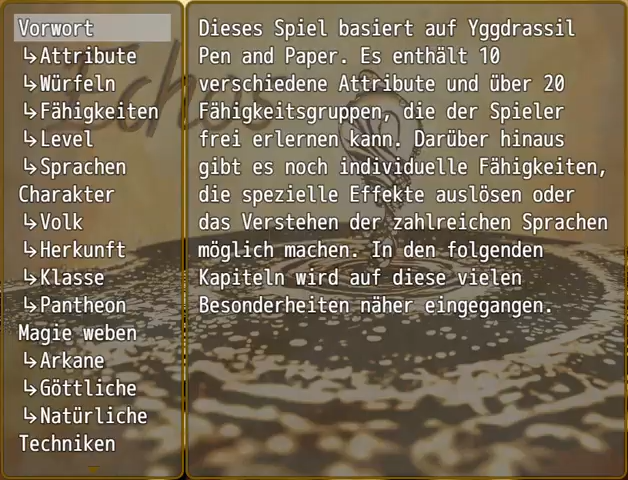 Vorwort
↳Attribute
↳Würfeln
↳Fähigkeiten
↳Level
↳Sprachen
Charakter
↳Volk
↳Herkunft
↳Klasse
↳Pantheon
Magie weben
↳Arkane
↳Göttliche
↳Natürliche
Techniken
Dieses Spiel basiert auf Yggdrassil
Pen and Paper. Es enthält 10
verschiedene Attribute und über 20
Fähigkeitsgruppen, die der Spieler
frei erlernen kann. Darüber hinaus
gibt es noch individuelle Fähigkeiten,
die spezielle Effekte auslösen oder
das Verstehen der zahlreichen Sprachen
möglich machen. In den folgenden
Kapiteln wird auf diese vielen
Besonderheiten näher eingegangen.